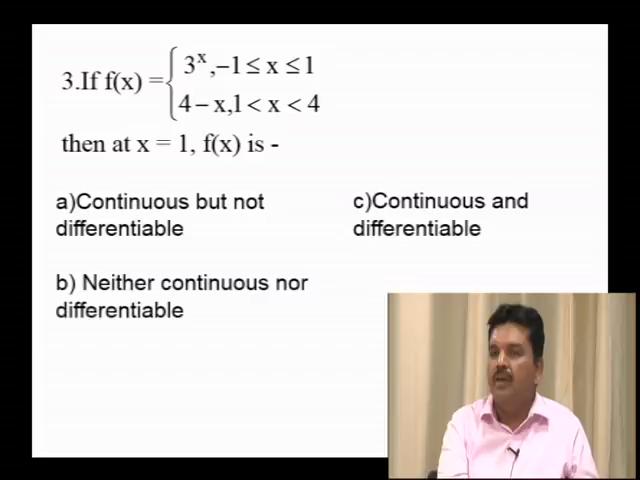 3.If f(x) = { 3^x ,−1 ≤ x ≤ 1
4 − x,1 < x < 4
then at x = 1, f(x) is -
a)Continuous but not
differentiable
c)Continuous and
differentiable
b) Neither continuous nor
differentiable